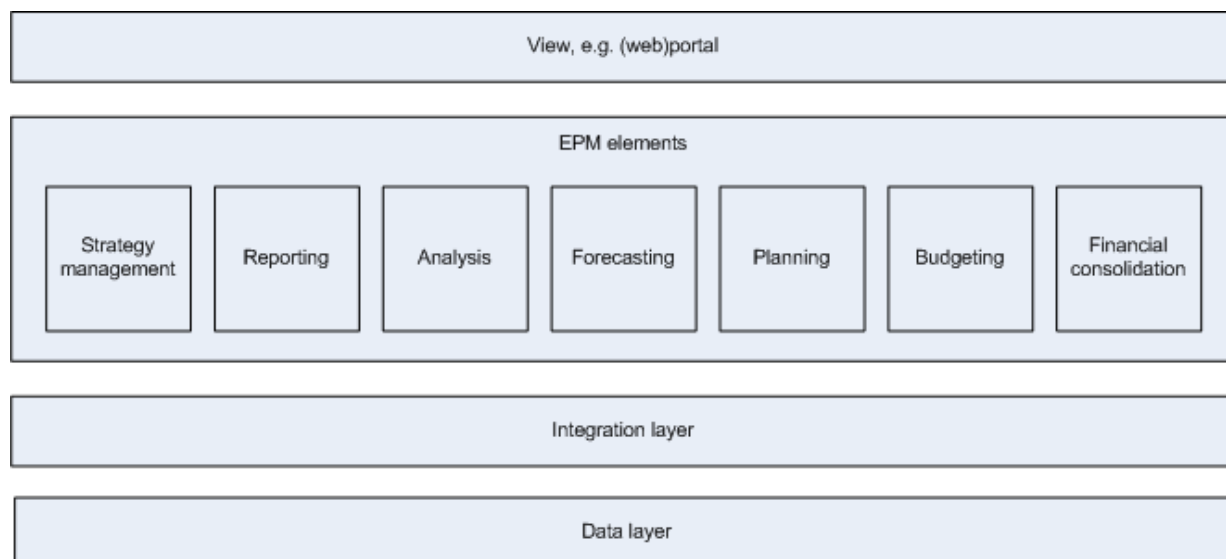 View, e.g. (web)portal
EPM elements
Strategy
management
Reporting
Analysis
Forecasting
Planning
Budgeting
Financial
consolidation
Integration layer
Data layer